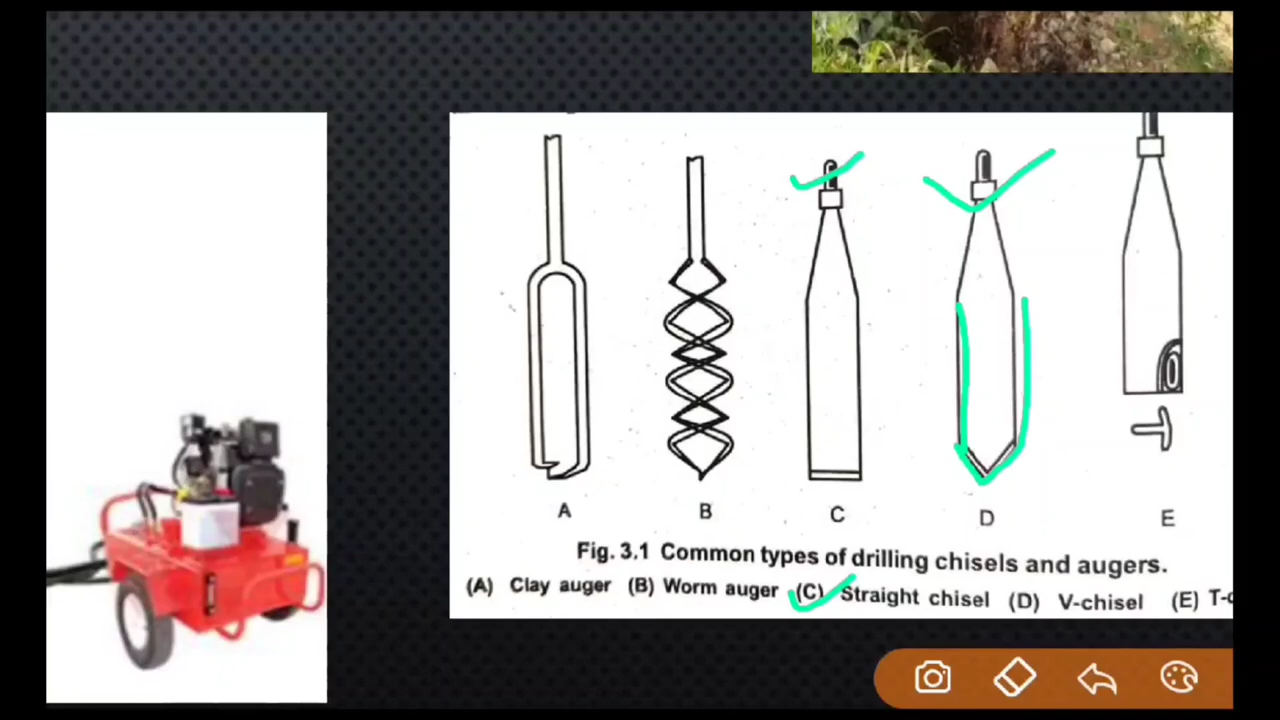 A B C D E
Fig. 3.1 Common types of drilling chisels and augers.
(A) Clay auger (B) Worm auger (C) Straight chisel (D) V-chisel (E)